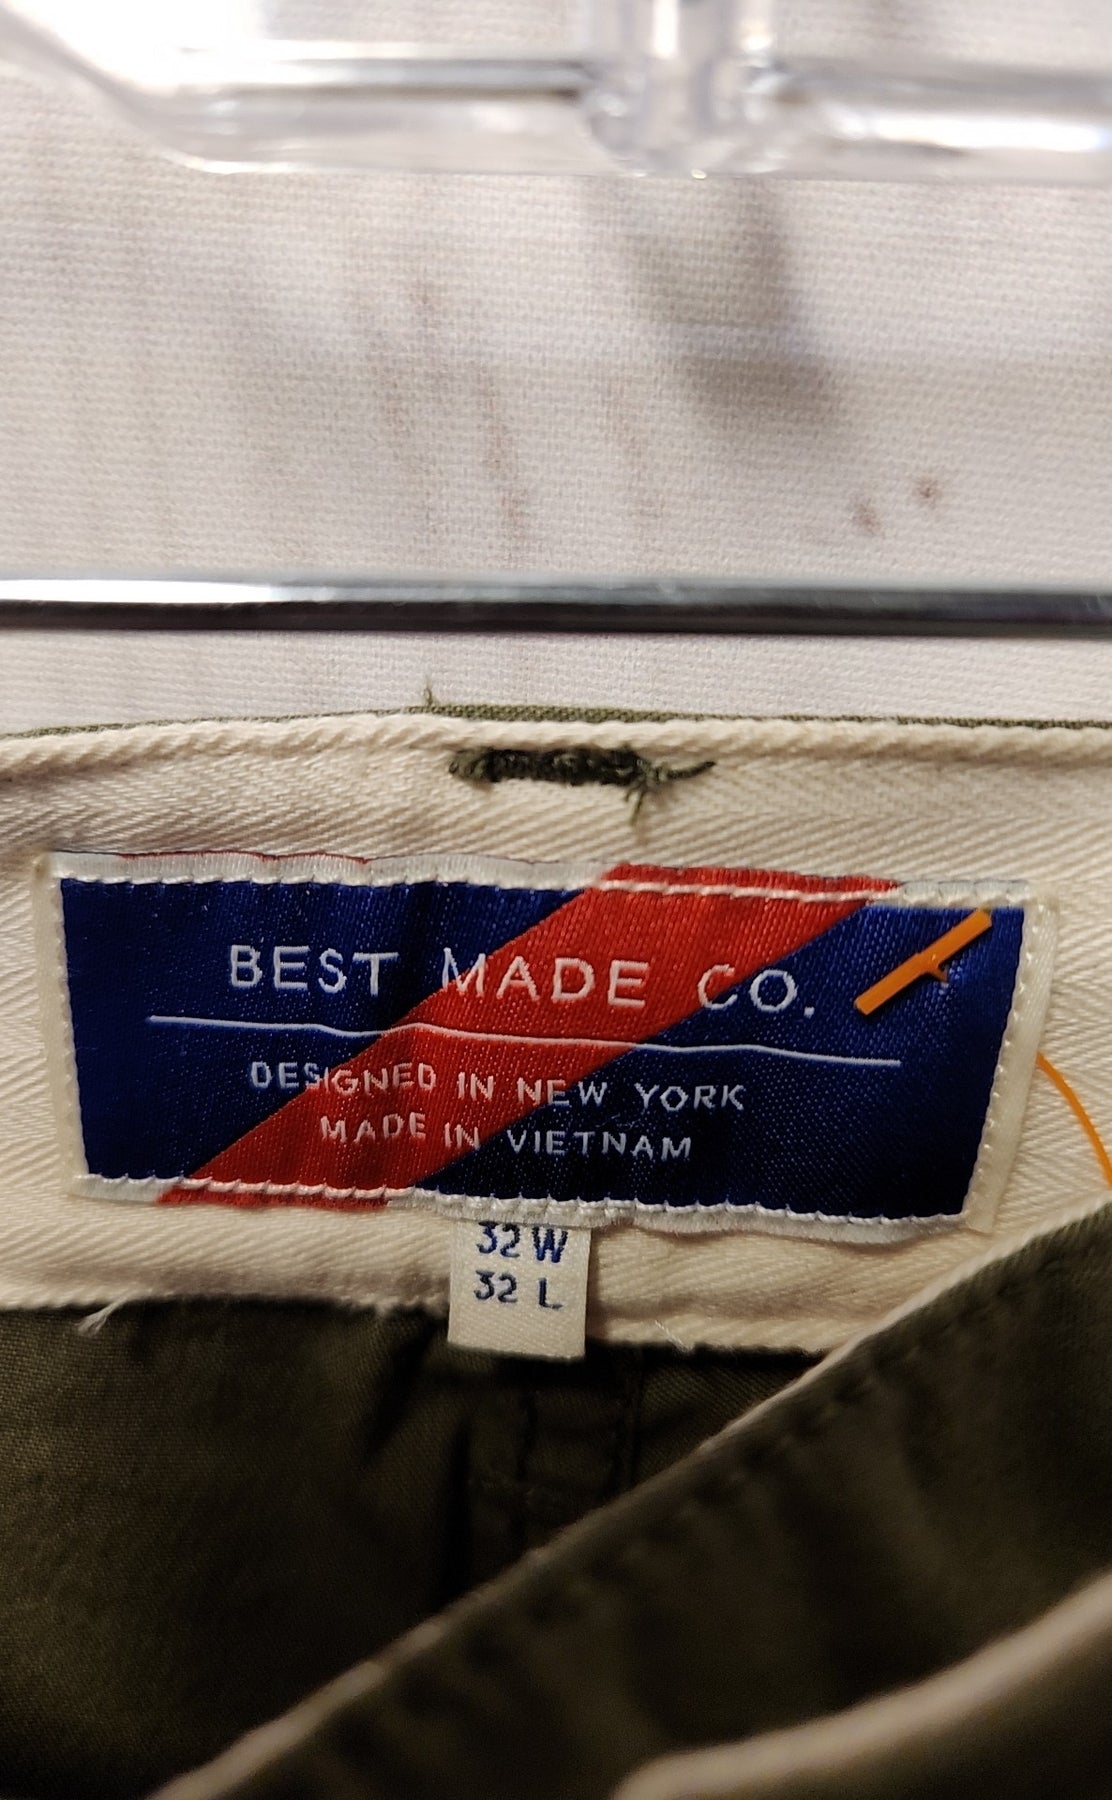 BEST MADE CO.
DESIGNED IN NEW YORK
MADE IN VIETNAM
32 W
32 L